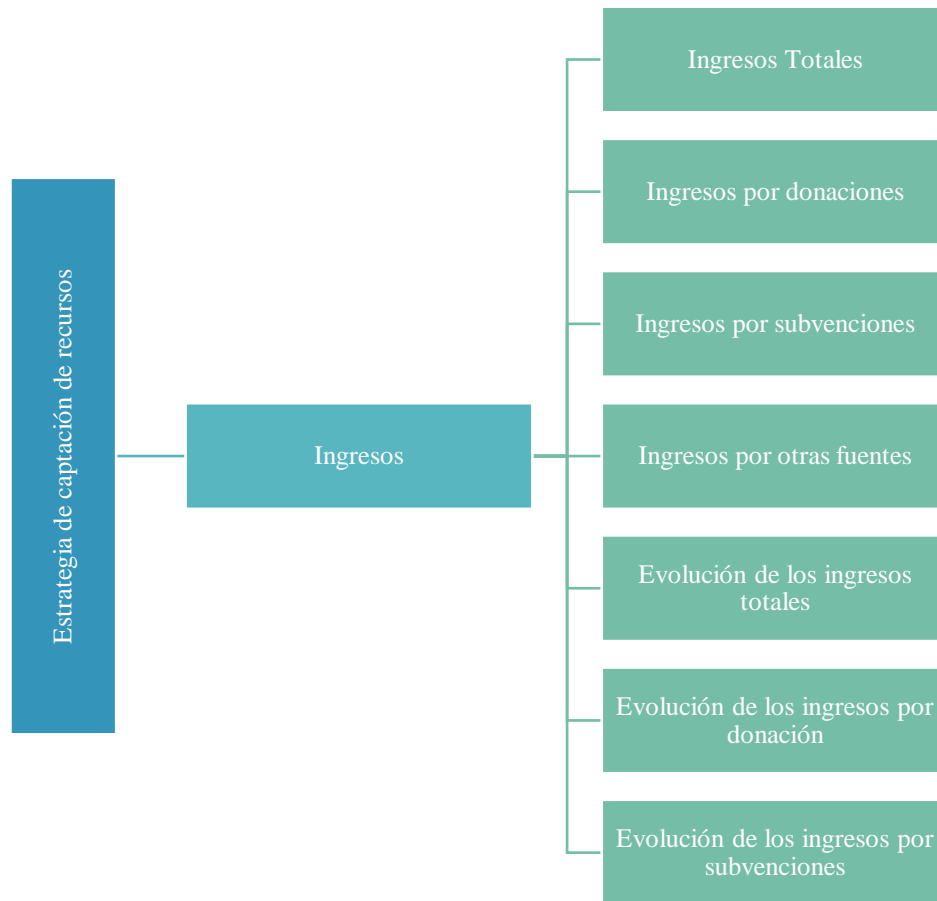 Estrategia de captación de recursos
Ingresos
Ingresos Totales
Ingresos por donaciones
Ingresos por subvenciones
Ingresos por otras fuentes
Evolución de los ingresos
totales
Evolución de los ingresos por
donación
Evolución de los ingresos por
subvenciones